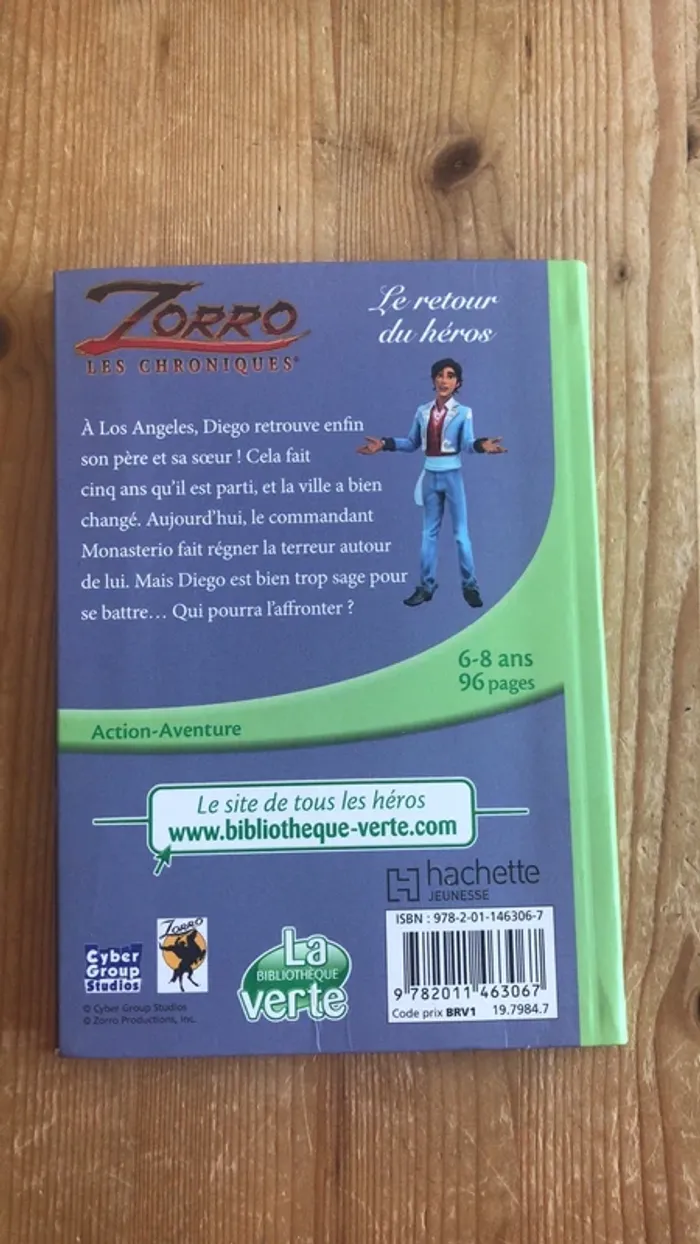 ZORRO
LES CHRONIQUES®
Le retour
du héros
À Los Angeles, Diego retrouve enfin
son père et sa sœur ! Cela fait
cinq ans qu'il est parti, et la ville a bien
changé. Aujourd'hui, le commandant
Monasterio fait régner la terreur autour
de lui. Mais Diego est bien trop sage pour
se battre… Qui pourra l'affronter ?
6-8 ans
96 pages
Action-Aventure
Le site de tous les héros
www.bibliotheque-verte.com
hachette
JEUNESSE
ISBN : 978-2-01-146306-7
9 782011 463067
Code prix BRV1 19.7984.7
Cyber
Group
Studios
ZORRO
La
BIBLIOTHÈQUE
verte
© Cyber Group Studios
© Zorro Productions, Inc.